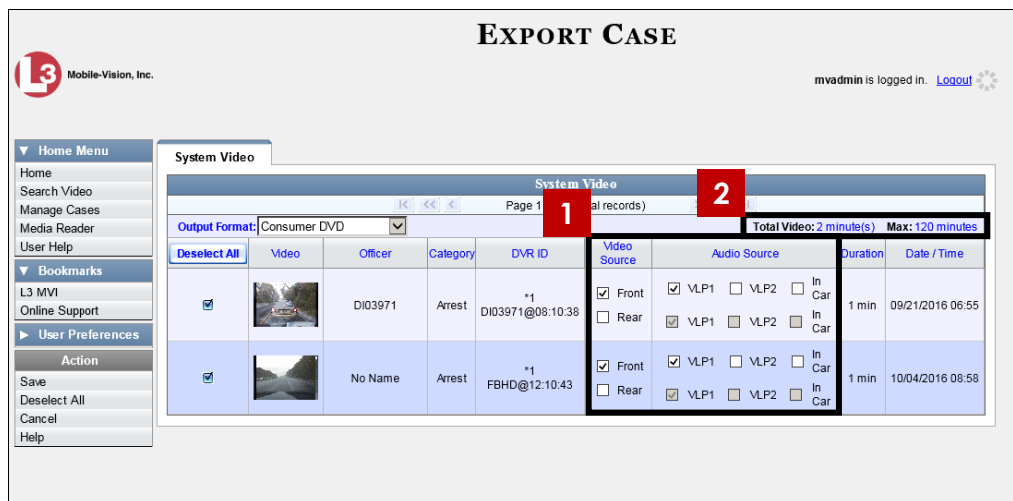 EXPORT CASE
L3 Mobile-Vision, Inc.
mvadmin is logged in. Logout
Home Menu
Home
Search Video
Manage Cases
Media Reader
User Help
Bookmarks
L3 MVI
Online Support
User Preferences
Action
Save
Deselect All
Cancel
Help
System Video
System Video
Page 1 al records)
1
2
Output Format: Consumer DVD
Total Video: 2 minute(s) Max: 120 minutes
Deselect All Video Officer Category DVR ID Video Source Audio Source Duration Date / Time
DI03971 Arrest *1 DI03971@08:10:38 Front VLP1 VLP2 In Car 1 min 09/21/2016 06:55
Rear VLP1 VLP2 In Car
No Name Arrest *1 FBHD@12:10:43 Front VLP1 VLP2 In Car 1 min 10/04/2016 08:58
Rear VLP1 VLP2 In Car